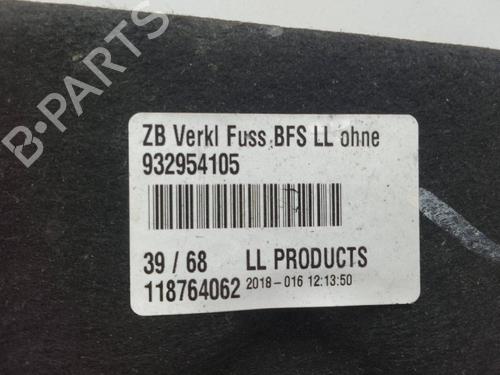 ZB Verkl Fuss BFS LL ohne
932954105
39 / 68 LL PRODUCTS
118764062 2018-016 12:13:50
B-PARTS